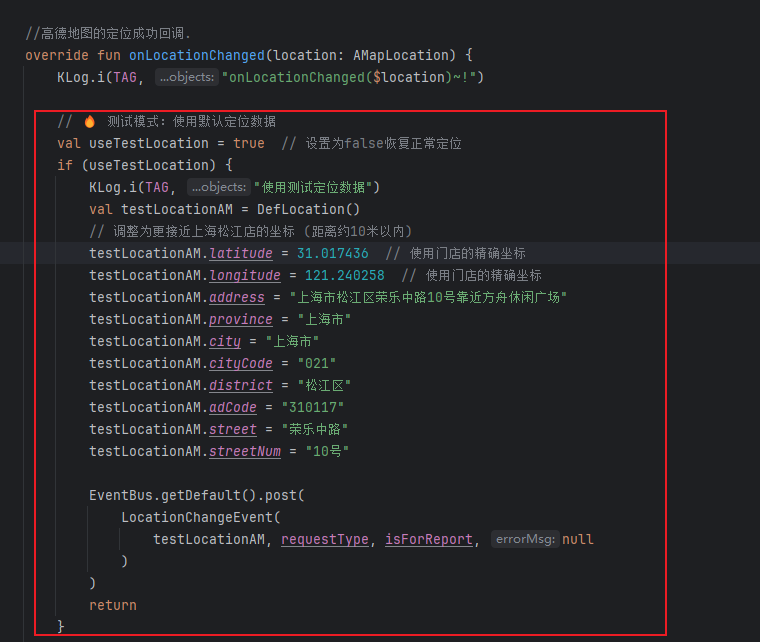 //高德地图的定位成功回调.
override fun onLocationChanged(location: AMapLocation) {
KLog.i(TAG, ...objects: "onLocationChanged($location)~!")
// 🔥 测试模式：使用默认定位数据
val useTestLocation = true // 设置为false恢复正常定位
if (useTestLocation) {
KLog.i(TAG, ...objects: "使用测试定位数据")
val testLocationAM = DefLocation()
// 调整为更接近上海松江店的坐标（距离约10米以内）
testLocationAM.latitude = 31.017436 // 使用门店的精确坐标
testLocationAM.longitude = 121.240258 // 使用门店的精确坐标
testLocationAM.address = "上海市松江区荣乐中路10号靠近方舟休闲广场"
testLocationAM.province = "上海市"
testLocationAM.city = "上海市"
testLocationAM.cityCode = "021"
testLocationAM.district = "松江区"
testLocationAM.adCode = "310117"
testLocationAM.street = "荣乐中路"
testLocationAM.streetNum = "10号"
EventBus.getDefault().post(
LocationChangeEvent(
testLocationAM, requestType, isForReport, errorMsg: null
)
)
return
}